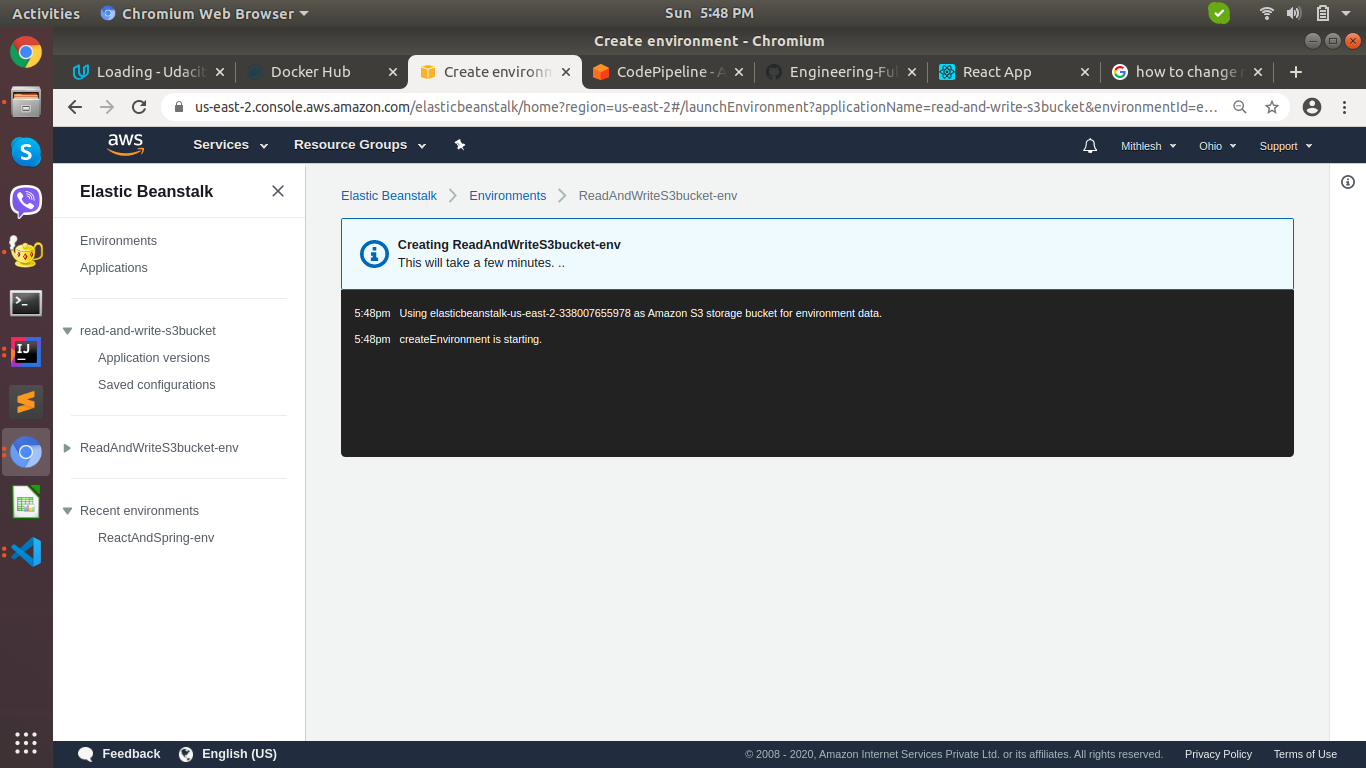 Activities
Chromium Web Browser
Sun 5:48 PM
Create environment - Chromium
Loading - Udacit
Docker Hub
Create environm
CodePipeline - A
Engineering-Ful
React App
how to change
us-east-2.console.aws.amazon.com/elasticbeanstalk/home?region=us-east-2#/launchEnvironment?applicationName=read-and-write-s3bucket&environmentId=e...
aws
Services
Resource Groups
Mithlesh
Ohio
Support
Elastic Beanstalk
Environments
Applications
read-and-write-s3bucket
Application versions
Saved configurations
ReadAndWriteS3bucket-env
Recent environments
ReactAndSpring-env
Elastic Beanstalk
Environments
ReadAndWriteS3bucket-env
Creating ReadAndWriteS3bucket-env
This will take a few minutes. ..
5:48pm Using elasticbeanstalk-us-east-2-338007655978 as Amazon S3 storage bucket for environment data.
5:48pm createEnvironment is starting.
Feedback
English (US)
© 2008 - 2020, Amazon Internet Services Private Ltd. or its affiliates. All rights reserved.
Privacy Policy
Terms of Use